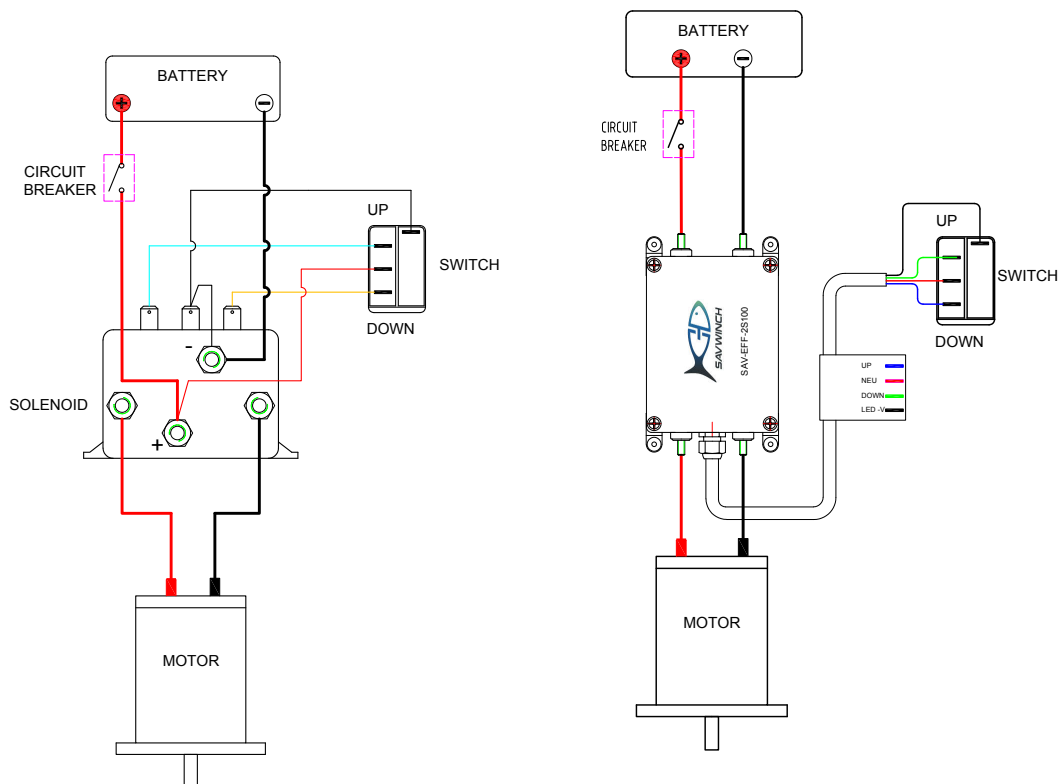 BATTERY
CIRCUIT
BREAKER
UP
SWITCH
DOWN
-
SOLENOID
+
MOTOR
BATTERY
CIRCUIT
BREAKER
UP
SWITCH
DOWN
SAVWINCH
SAV-EFF-2S100
UP
NEU
DOWN
LED -V
MOTOR